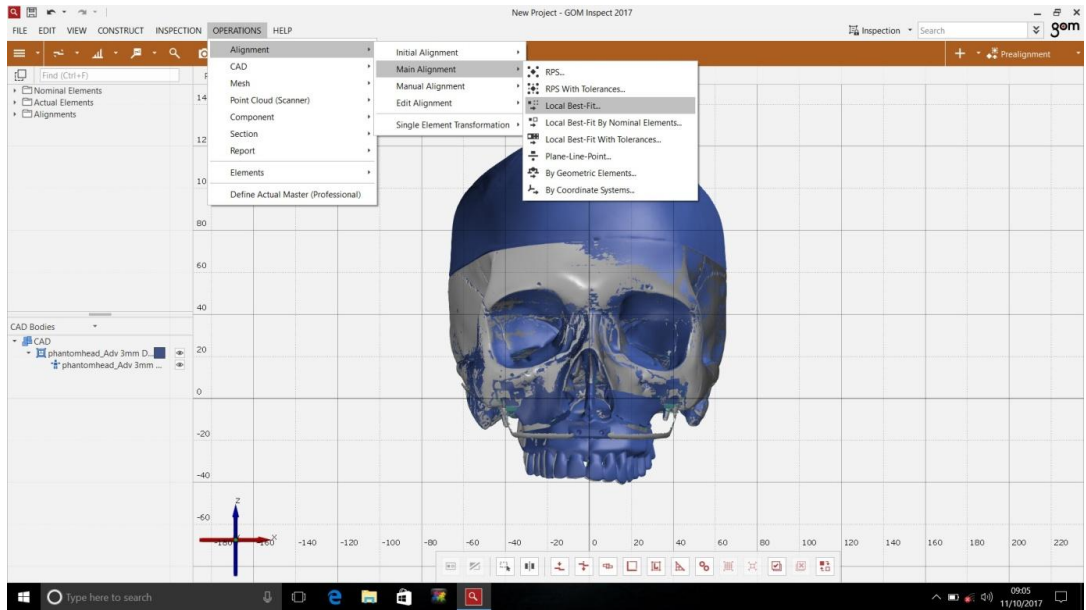 New Project - GOM Inspect 2017
FILE EDIT VIEW CONSTRUCT INSPECTION OPERATIONS HELP
Inspection
Search
gom
Prealignment
Find (Ctrl+F)
Nominal Elements
Actual Elements
Alignments
Alignment
CAD
Mesh
Point Cloud (Scanner)
Component
Section
Report
Elements
Define Actual Master (Professional)
Initial Alignment
Main Alignment
Manual Alignment
Edit Alignment
Single Element Transformation
RPS...
RPS With Tolerances...
Local Best-Fit...
Local Best-Fit By Nominal Elements...
Local Best-Fit With Tolerances...
Plane-Line-Point...
By Geometric Elements...
By Coordinate Systems...
80
60
40
20
0
-20
-40
-60
CAD Bodies
CAD
phantomhead_Adv 3mm D...
phantomhead_Adv 3mm ...
Z
X
-180 -160 -140 -120 -100 -80 -60 -40 -20 0 20 40 60 80 100 120 140 160 180 200 220
Type here to search
09:05
11/10/2017